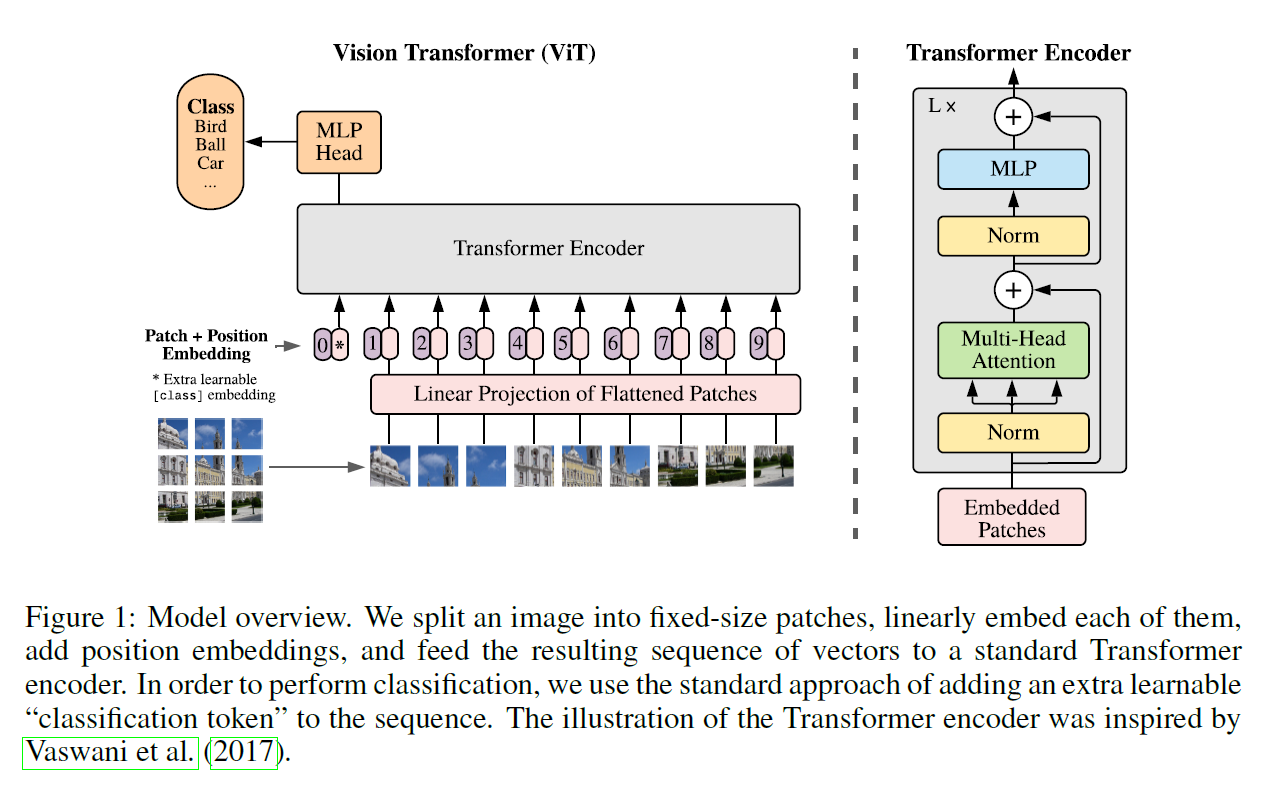 Vision Transformer (ViT)
Class
Bird
Ball
Car
...
MLP
Head
Transformer Encoder
Patch + Position
Embedding
0 * 1 2 3 4 5 6 7 8 9
* Extra learnable
[class] embedding
Linear Projection of Flattened Patches
Transformer Encoder
L x
+
MLP
Norm
+
Multi-Head
Attention
Norm
Embedded
Patches
Figure 1: Model overview. We split an image into fixed-size patches, linearly embed each of them,
add position embeddings, and feed the resulting sequence of vectors to a standard Transformer
encoder. In order to perform classification, we use the standard approach of adding an extra learnable
“classification token” to the sequence. The illustration of the Transformer encoder was inspired by
Vaswani et al. (2017).